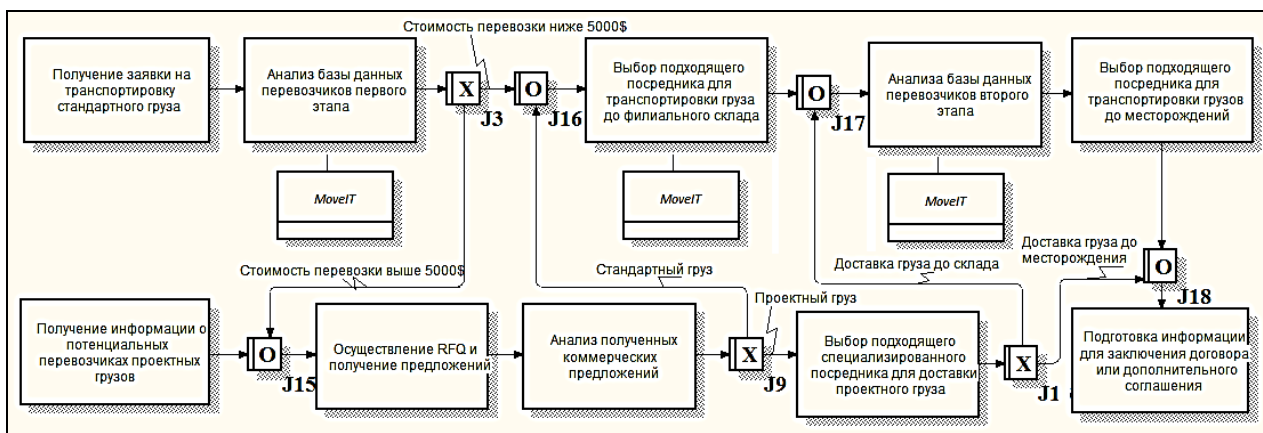 Стоимость перевозки ниже 5000$
Получение заявки на
транспортировку
стандартного груза
Анализ базы данных
перевозчиков первого
этапа
X
J3
O
J16
Выбор подходящего
посредника для
транспортировки груза
до филиального склада
O
J17
Анализа базы данных
перевозчиков второго
этапа
Выбор подходящего
посредника для
транспортировки грузов
до месторождений
MoveIT
MoveIT
MoveIT
Стоимость перевозки выше 5000$
Стандартный груз
Доставка груза до склада
Доставка груза до
месторождения
O
J18
Получение информации о
потенциальных
перевозчиках проектных
грузов
O
J15
Осуществление RFQ и
получение предложений
Анализ полученных
коммерческих
предложений
Проектный груз
X
J9
Выбор подходящего
специализированного
посредника для доставки
проектного груза
X
J1
Подготовка информации
для заключения договора
или дополнительного
соглашения